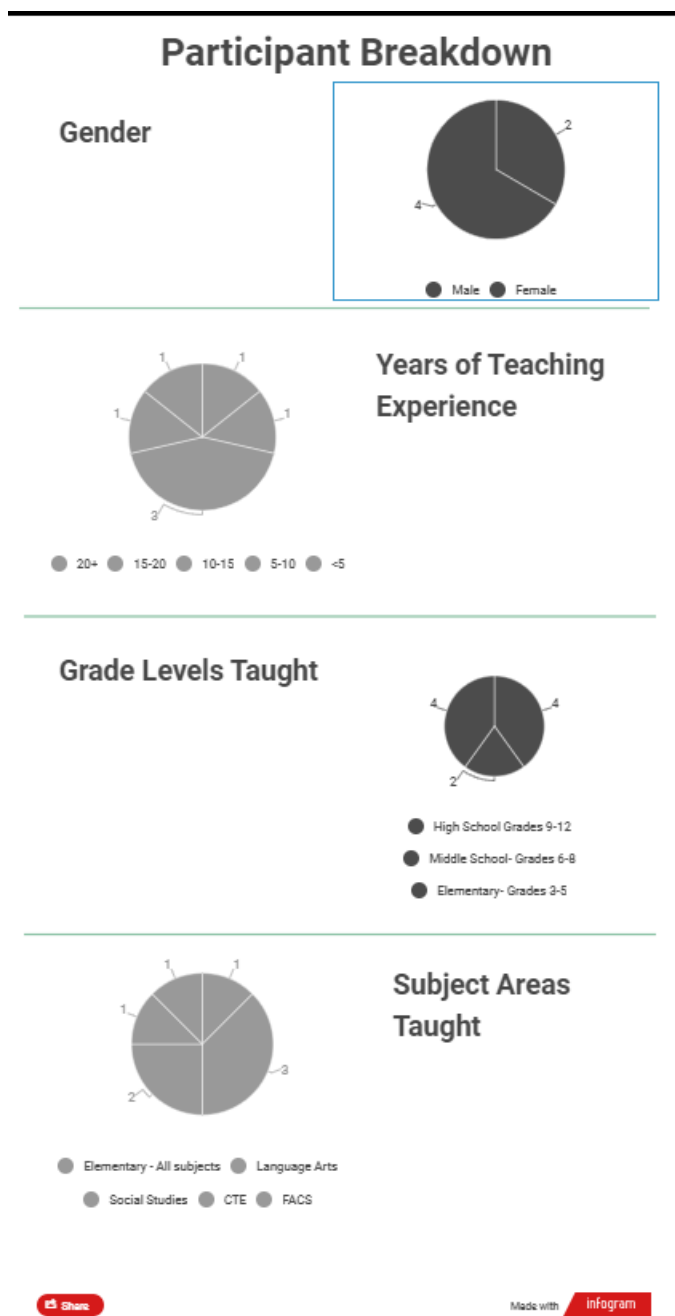 Participant Breakdown
Gender
2
4
Male Female
1 1
1 1
3
Years of Teaching
Experience
20+ 15-20 10-15 5-10 <5
Grade Levels Taught
4 4
2
High School Grades 9-12
Middle School- Grades 6-8
Elementary- Grades 3-5
1 1
1
3
2
Subject Areas
Taught
Elementary - All subjects Language Arts
Social Studies CTE FACS
Share
Made with infogram